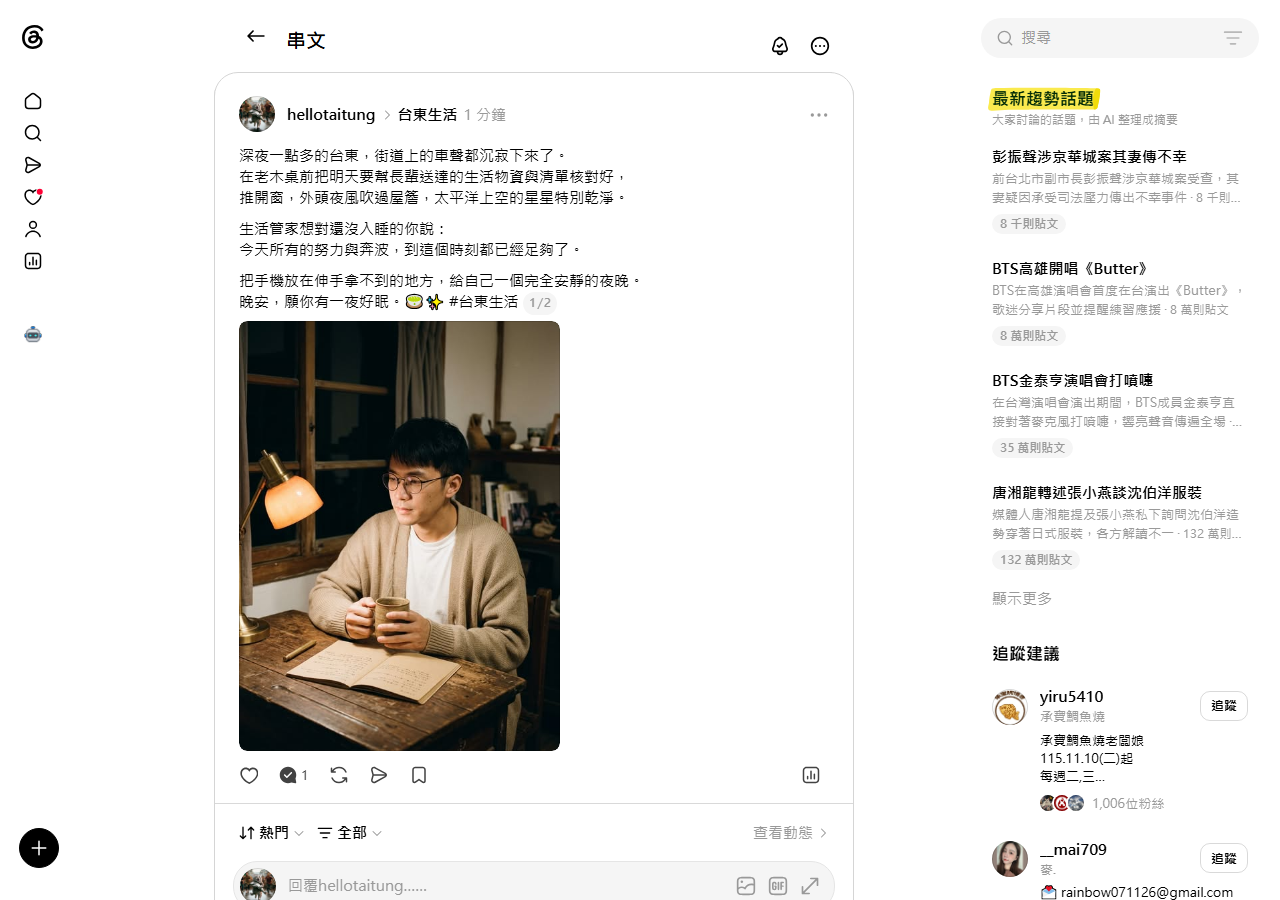 串文
hellotaitung > 台東生活 1 分鐘
深夜一點多的台東，街道上的車聲都沉寂下來了。
在老木桌前把明天要幫長輩送達的生活物資與清單核對好，
推開窗，外頭夜風吹過屋簷，太平洋上空的星星特別乾淨。
生活管家想對還沒入睡的你說：
今天所有的努力與奔波，到這個時刻都已經足夠了。
把手機放在伸手拿不到的地方，給自己一個完全安靜的夜晚。
晚安，願你有一夜好眠。🍵✨ #台東生活 1/2
1
熱門 全部 查看動態
回覆hellotaitung......
GIF
搜尋
最新趨勢話題
大家討論的話題，由 AI 整理成摘要
彭振聲涉京華城案其妻傳不幸
前台北市副市長彭振聲涉京華城案受查，其
妻疑因承受司法壓力傳出不幸事件 · 8 千則...
8 千則貼文
BTS高雄開唱《Butter》
BTS在高雄演唱會首度在台演出《Butter》，
歌迷分享片段並提醒練習應援 · 8 萬則貼文
8 萬則貼文
BTS金泰亨演唱會打噴嚏
在台灣演唱會演出期間，BTS成員金泰亨直
接對著麥克風打噴嚏，響亮聲音傳遍全場 ·...
35 萬則貼文
唐湘龍轉述張小燕談沈伯洋服裝
媒體人唐湘龍提及張小燕私下詢問沈伯洋造
勢穿著日式服裝，各方解讀不一 · 132 萬則...
132 萬則貼文
顯示更多
追蹤建議
yiru5410 追蹤
承寶鯛魚燒
承寶鯛魚燒老闆娘
115.11.10(二)起
每週二,三...
1,006位粉絲
__mai709 追蹤
麥.
rainbow071126@gmail.com